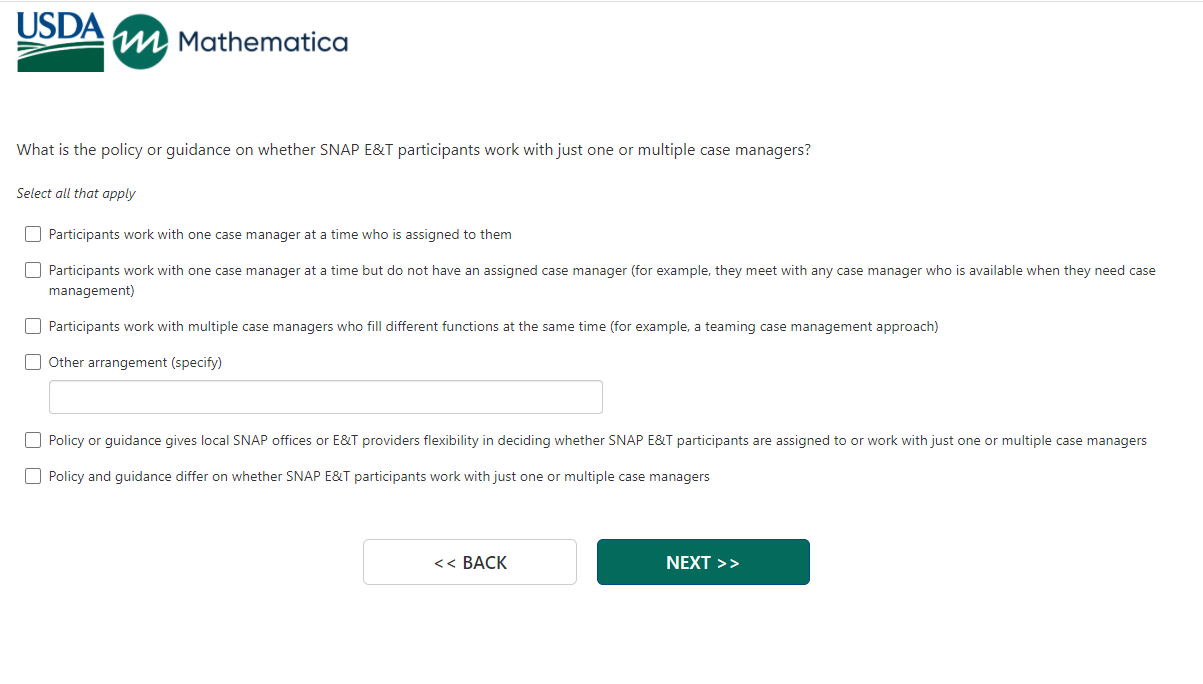 USDA
m Mathematica
What is the policy or guidance on whether SNAP E&T participants work with just one or multiple case managers?
Select all that apply
Participants work with one case manager at a time who is assigned to them
Participants work with one case manager at a time but do not have an assigned case manager (for example, they meet with any case manager who is available when they need case
management)
Participants work with multiple case managers who fill different functions at the same time (for example, a teaming case management approach)
Other arrangement (specify)
Policy or guidance gives local SNAP offices or E&T providers flexibility in deciding whether SNAP E&T participants are assigned to or work with just one or multiple case managers
Policy and guidance differ on whether SNAP E&T participants work with just one or multiple case managers
<< BACK
NEXT >>